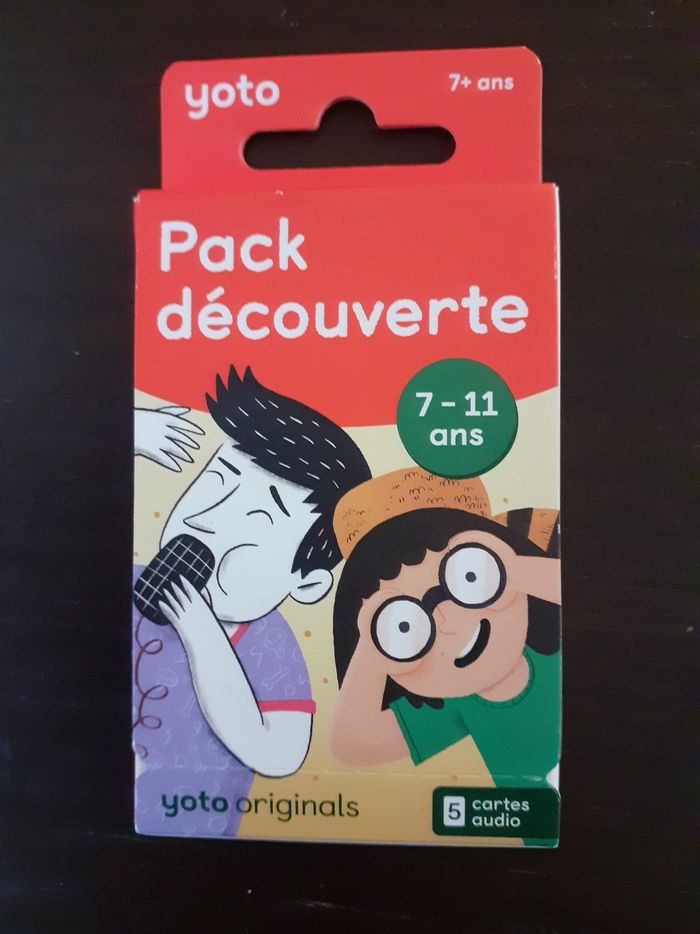 yoto
7+ ans
Pack
découverte
7 – 11
ans
yoto originals
5 cartes
audio